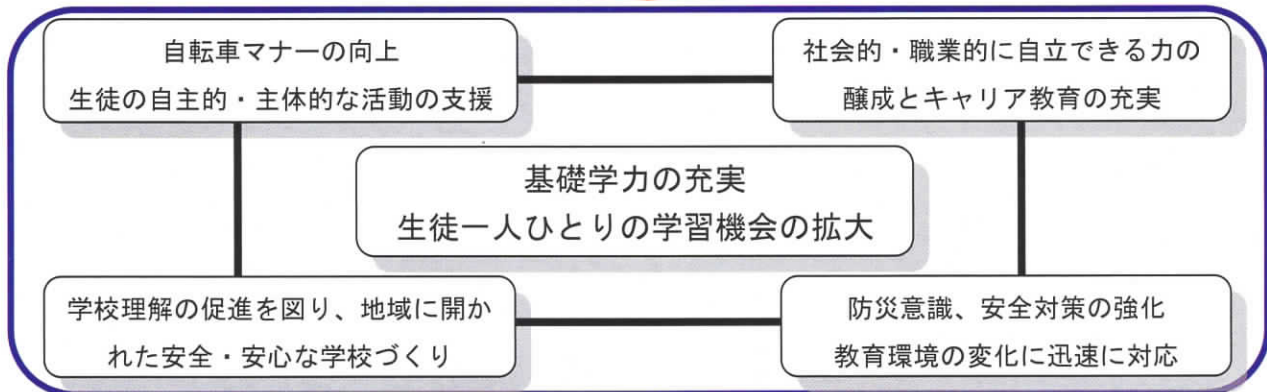 自転車マナーの向上
生徒の自主的・主体的な活動の支援
社会的・職業的に自立できる力の
醸成とキャリア教育の充実
基礎学力の充実
生徒一人ひとりの学習機会の拡大
学校理解の促進を図り、地域に開か
れた安全・安心な学校づくり
防災意識、安全対策の強化
教育環境の変化に迅速に対応